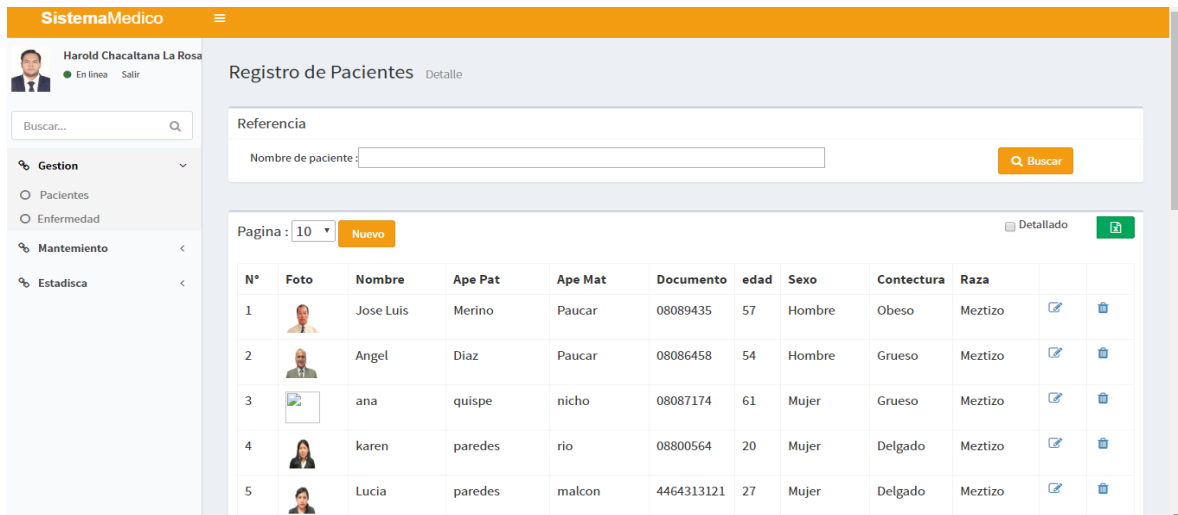 SistemaMedico
Harold Chacaltana La Rosa
En linea Salir
Registro de Pacientes Detalle
Buscar...
Referencia
Nombre de paciente : Buscar
Gestion
Pacientes
Enfermedad
Mantemiento
Estadisca
Pagina : 10 Nuevo Detallado
N° Foto Nombre Ape Pat Ape Mat Documento edad Sexo Contectura Raza
1 Jose Luis Merino Paucar 08089435 57 Hombre Obeso Meztizo
2 Angel Diaz Paucar 08086458 54 Hombre Grueso Meztizo
3 ana quispe nicho 08087174 61 Mujer Grueso Meztizo
4 karen paredes rio 08800564 20 Mujer Delgado Meztizo
5 Lucia paredes malcon 4464313121 27 Mujer Delgado Meztizo